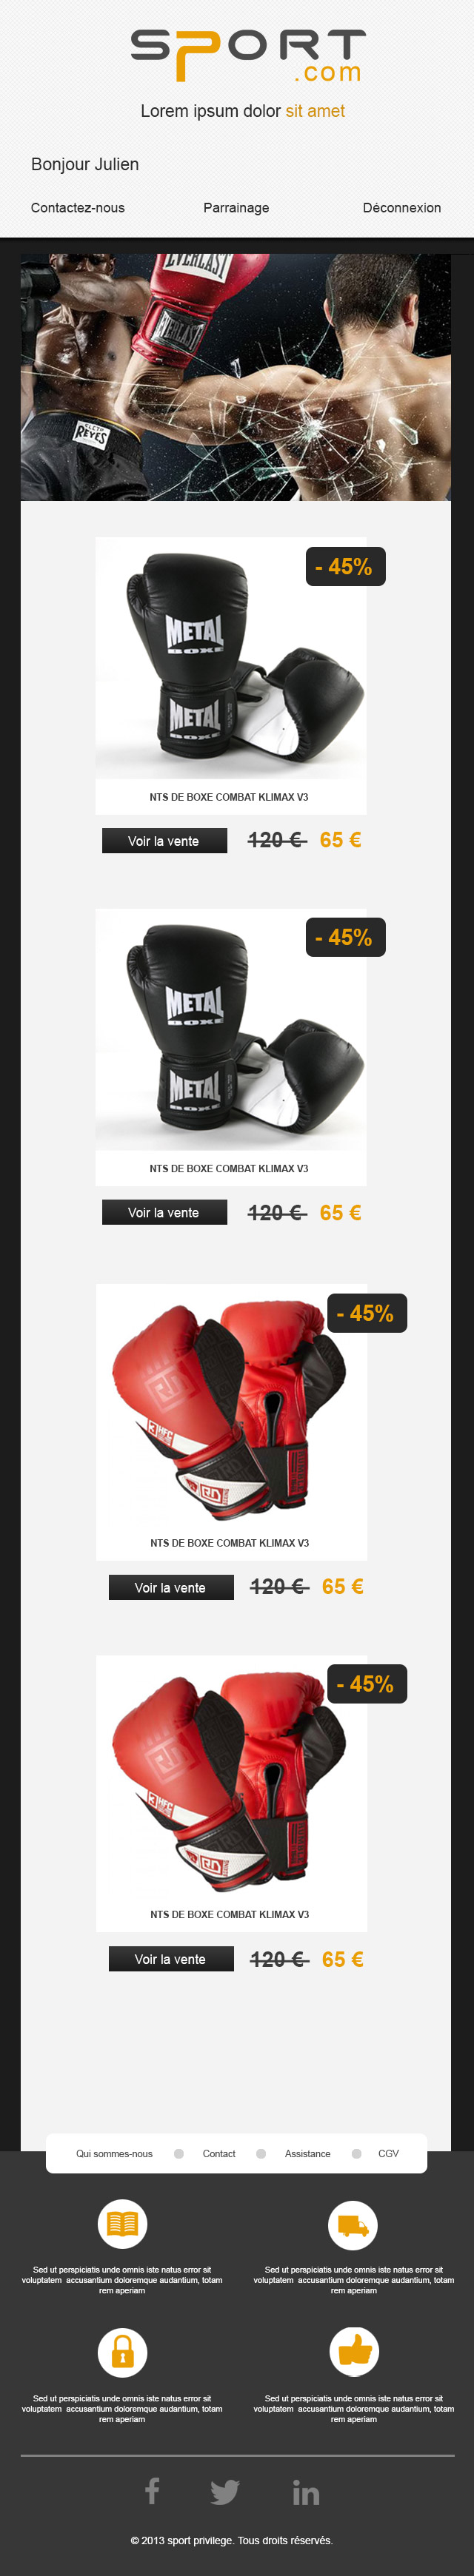 SPORT
.com
Lorem ipsum dolor sit amet
Bonjour Julien
Contactez-nous Parrainage Déconnexion
EVERLAST
EVERLAST
CLETO
REYES
- 45%
METAL
BOXE
METAL
BOXE
NTS DE BOXE COMBAT KLIMAX V3
Voir la vente 120 € 65 €
- 45%
METAL
BOXE
METAL
BOXE
NTS DE BOXE COMBAT KLIMAX V3
Voir la vente 120 € 65 €
- 45%
RD
NTS DE BOXE COMBAT KLIMAX V3
Voir la vente 120 € 65 €
- 45%
RD
NTS DE BOXE COMBAT KLIMAX V3
Voir la vente 120 € 65 €
Qui sommes-nous Contact Assistance CGV
Sed ut perspiciatis unde omnis iste natus error sit
voluptatem accusantium doloremque audantium, totam
rem aperiam
Sed ut perspiciatis unde omnis iste natus error sit
voluptatem accusantium doloremque audantium, totam
rem aperiam
Sed ut perspiciatis unde omnis iste natus error sit
voluptatem accusantium doloremque audantium, totam
rem aperiam
Sed ut perspiciatis unde omnis iste natus error sit
voluptatem accusantium doloremque audantium, totam
rem aperiam
f in
© 2013 sport privilege. Tous droits réservés.